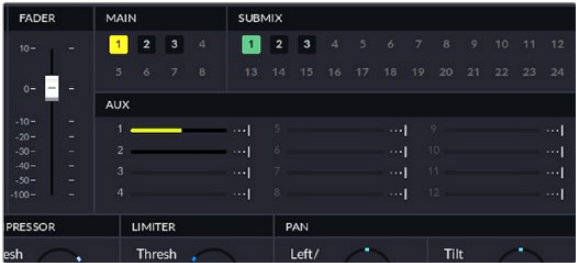 FADER MAIN SUBMIX
10- 1 2 3 4 1 2 3 4 5 6 7 8 9 10 11 12
0- 5 6 7 8 13 14 15 16 17 18 19 20 21 22 23 24
AUX
-10- 1 5 9
-20-
-30- 2 6 10
-40- 3 7 11
-50-
-100- 4 8 12
PRESSOR LIMITER PAN
esh Thresh Left/ Tilt